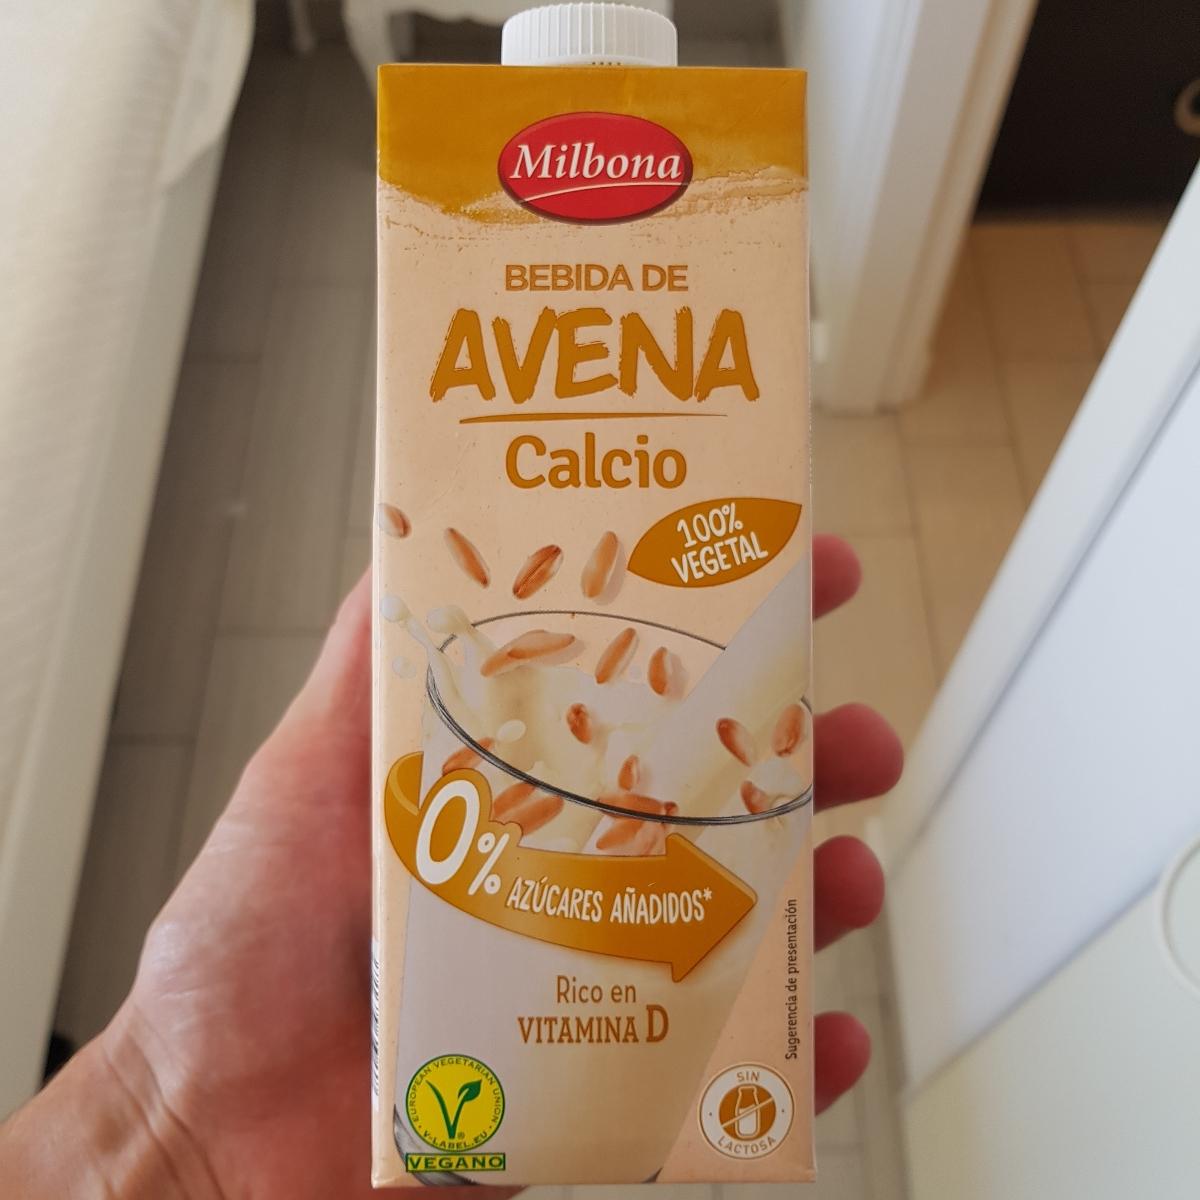 Milbona
BEBIDA DE
AVENA
Calcio
100%
VEGETAL
0% AZÚCARES AÑADIDOS*
Rico en
VITAMINA D
Sugerencia de presentación
EUROPEAN VEGETARIAN UNION
V-LABEL.EU
VEGANO
SIN
LACTOSA